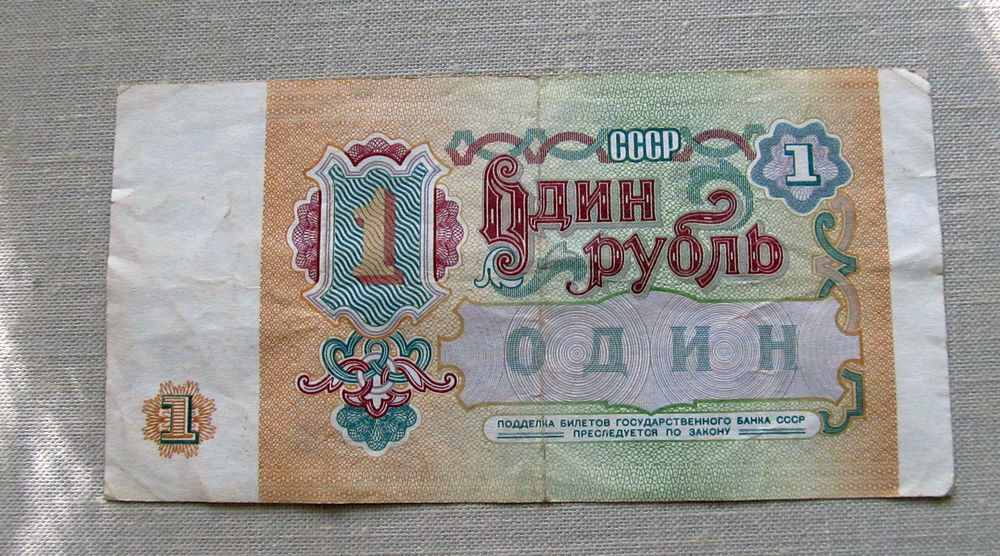 СССР
1
1
Один
рубль
ОДИН
1
ПОДДЕЛКА БИЛЕТОВ ГОСУДАРСТВЕННОГО БАНКА СССР
ПРЕСЛЕДУЕТСЯ ПО ЗАКОНУ